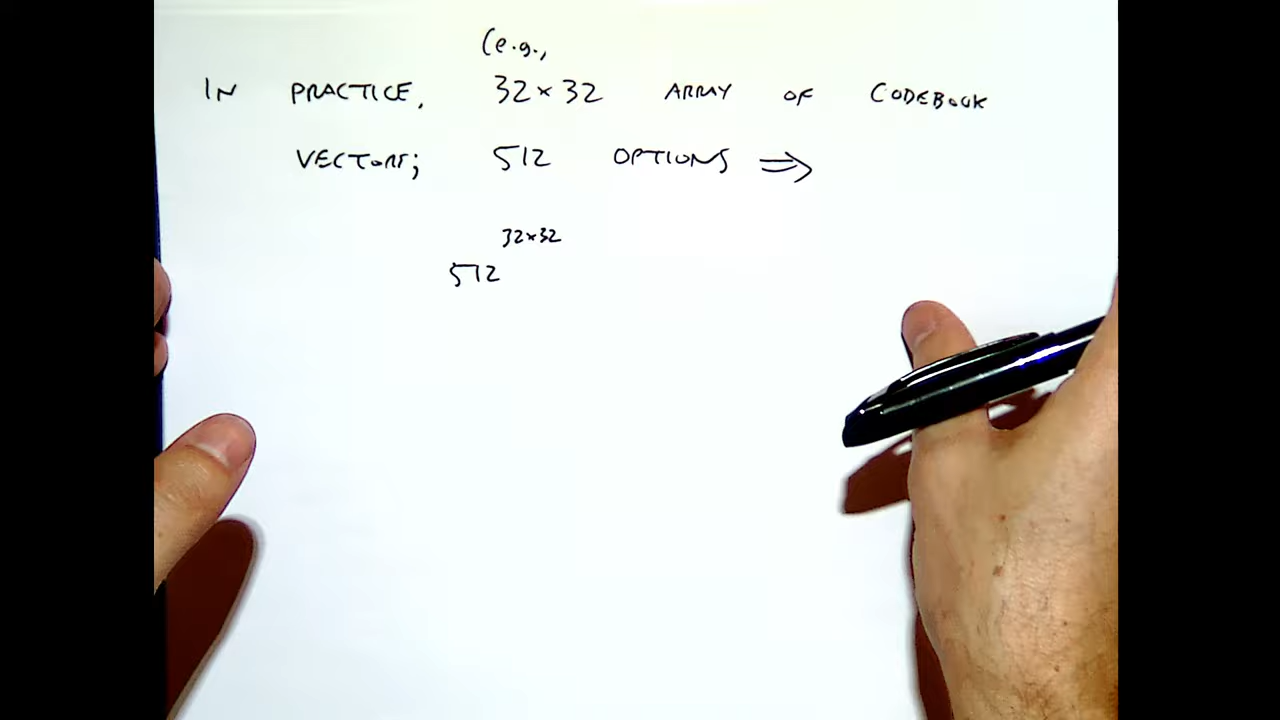 (e.g.,
IN PRACTICE, 32×32 ARRAY OF CODEBOOK
VECTORS; 512 OPTIONS ⇒
32×32
512